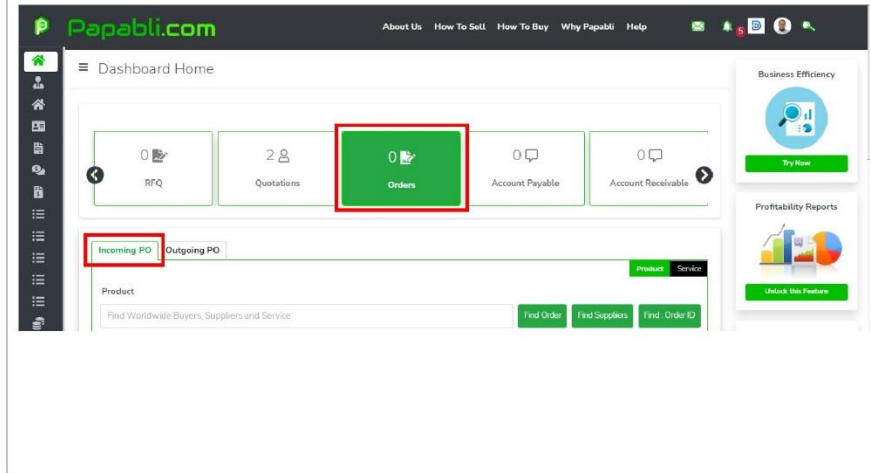 Papabli.com
About Us How To Sell How To Buy Why Papabli Help
5
Dashboard Home
0
RFQ
2
Quotations
0
Orders
0
Account Payable
0
Account Receivable
Incoming PO Outgoing PO
Product Service
Product
Find Worldwide Buyers, Suppliers and Service
Find Order Find Suppliers Find : Order ID
Business Efficiency
Try Now
Profitability Reports
Unlock this Feature